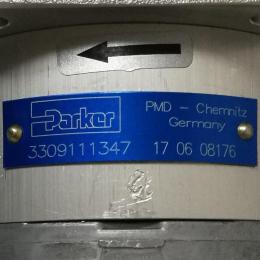 Parker
PMD - Chemnitz
Germany
3309111347 17 06 08176